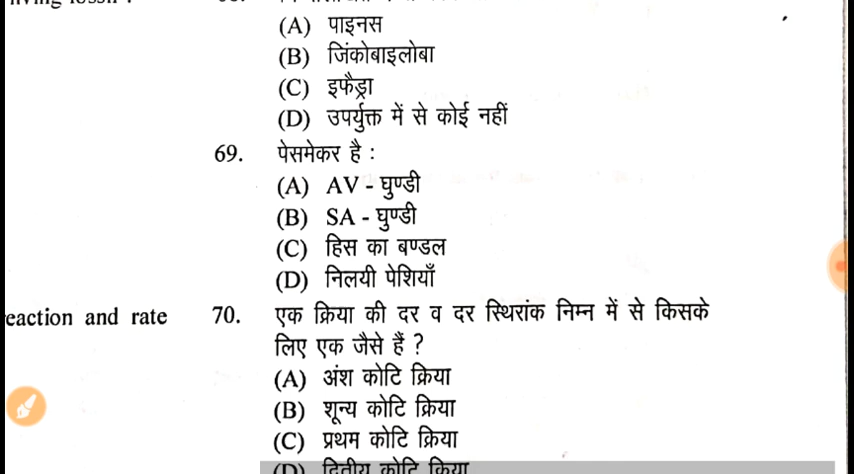 (A) पाइनस
(B) जिंकोबाइलोबा
(C) इफैड्रा
(D) उपर्युक्त में से कोई नहीं
69. पेसमेकर है :
(A) AV - घुण्डी
(B) SA - घुण्डी
(C) हिस का बण्डल
(D) निलयी पेशियाँ
eaction and rate 70. एक क्रिया की दर व दर स्थिरांक निम्न में से किसके
लिए एक जैसे हैं ?
(A) अंश कोटि क्रिया
(B) शून्य कोटि क्रिया
(C) प्रथम कोटि क्रिया
(D) द्वितीय कोटि क्रिया